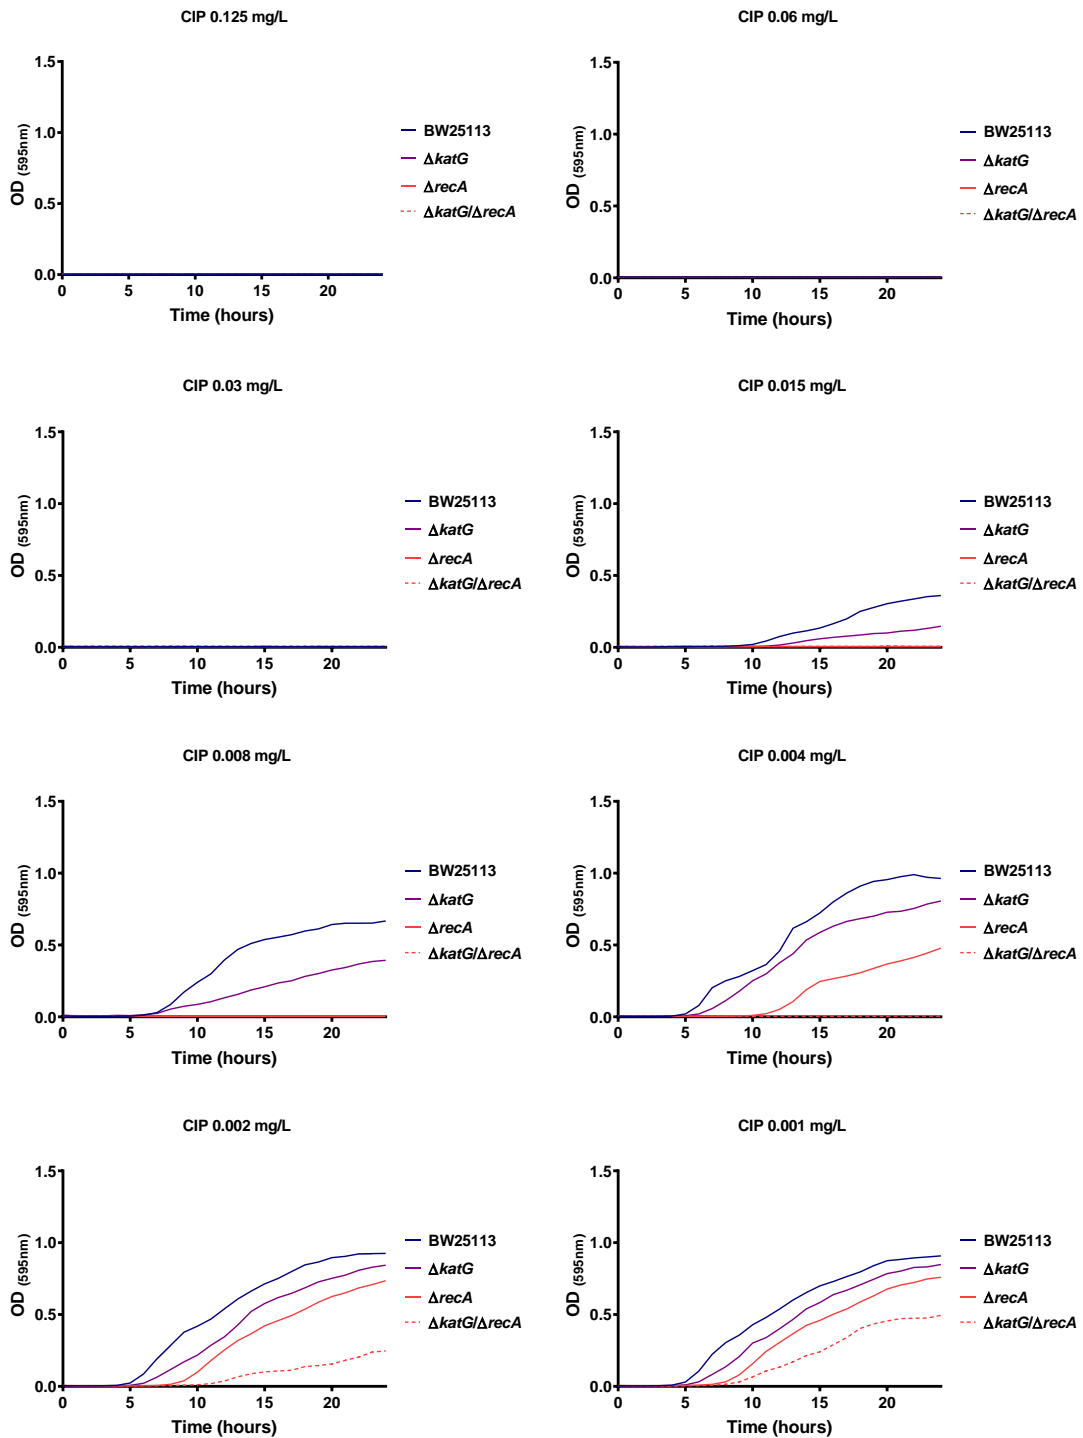 CIP 0.125 mg/L
1.5
1.0
0.5
0.0
OD (595nm)
0 5 10 15 20
Time (hours)
BW25113
ΔkatG
ΔrecA
ΔkatG/ΔrecA
CIP 0.06 mg/L
1.5
1.0
0.5
0.0
OD (595nm)
0 5 10 15 20
Time (hours)
BW25113
ΔkatG
ΔrecA
ΔkatG/ΔrecA
CIP 0.03 mg/L
1.5
1.0
0.5
0.0
OD (595nm)
0 5 10 15 20
Time (hours)
BW25113
ΔkatG
ΔrecA
ΔkatG/ΔrecA
CIP 0.015 mg/L
1.5
1.0
0.5
0.0
OD (595nm)
0 5 10 15 20
Time (hours)
BW25113
ΔkatG
ΔrecA
ΔkatG/ΔrecA
CIP 0.008 mg/L
1.5
1.0
0.5
0.0
OD (595nm)
0 5 10 15 20
Time (hours)
BW25113
ΔkatG
ΔrecA
ΔkatG/ΔrecA
CIP 0.004 mg/L
1.5
1.0
0.5
0.0
OD (595nm)
0 5 10 15 20
Time (hours)
BW25113
ΔkatG
ΔrecA
ΔkatG/ΔrecA
CIP 0.002 mg/L
1.5
1.0
0.5
0.0
OD (595nm)
0 5 10 15 20
Time (hours)
BW25113
ΔkatG
ΔrecA
ΔkatG/ΔrecA
CIP 0.001 mg/L
1.5
1.0
0.5
0.0
OD (595nm)
0 5 10 15 20
Time (hours)
BW25113
ΔkatG
ΔrecA
ΔkatG/ΔrecA